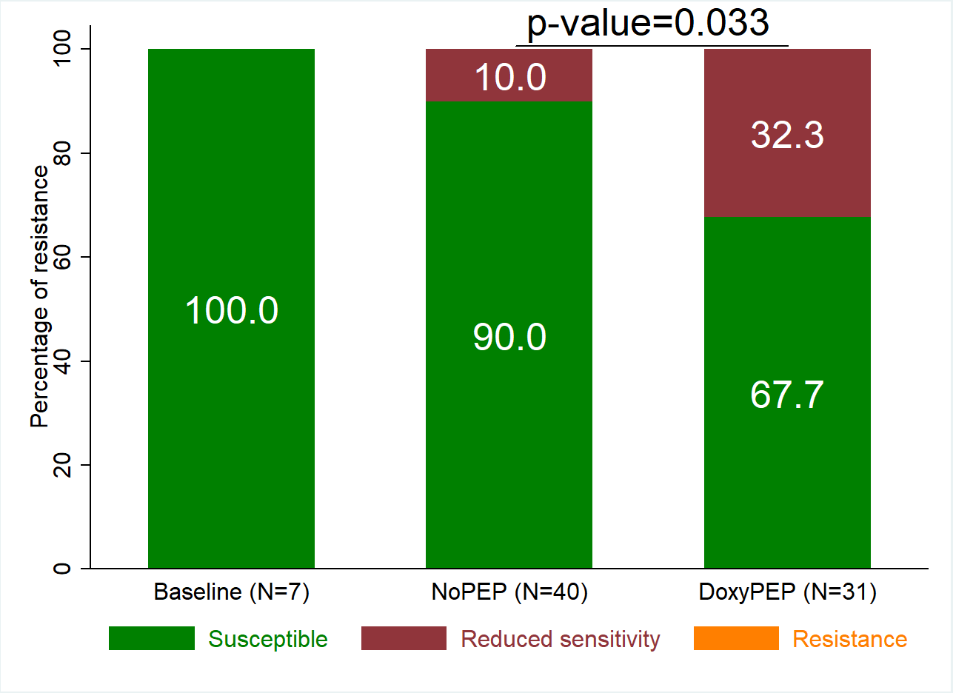 p-value=0.033
Percentage of resistance
100
80
60
40
20
0
100.0
10.0
90.0
32.3
67.7
Baseline (N=7) NoPEP (N=40) DoxyPEP (N=31)
Susceptible Reduced sensitivity Resistance